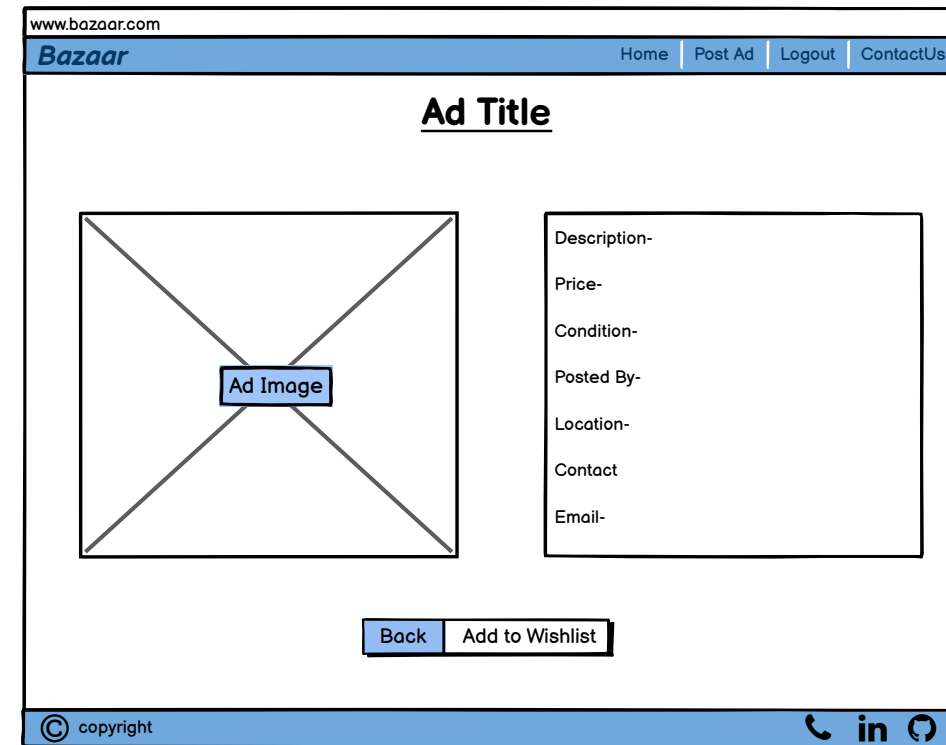 www.bazaar.com
Bazaar Home Post Ad Logout ContactUs
Ad Title
Ad Image
Description-
Price-
Condition-
Posted By-
Location-
Contact
Email-
Back Add to Wishlist
© copyright in